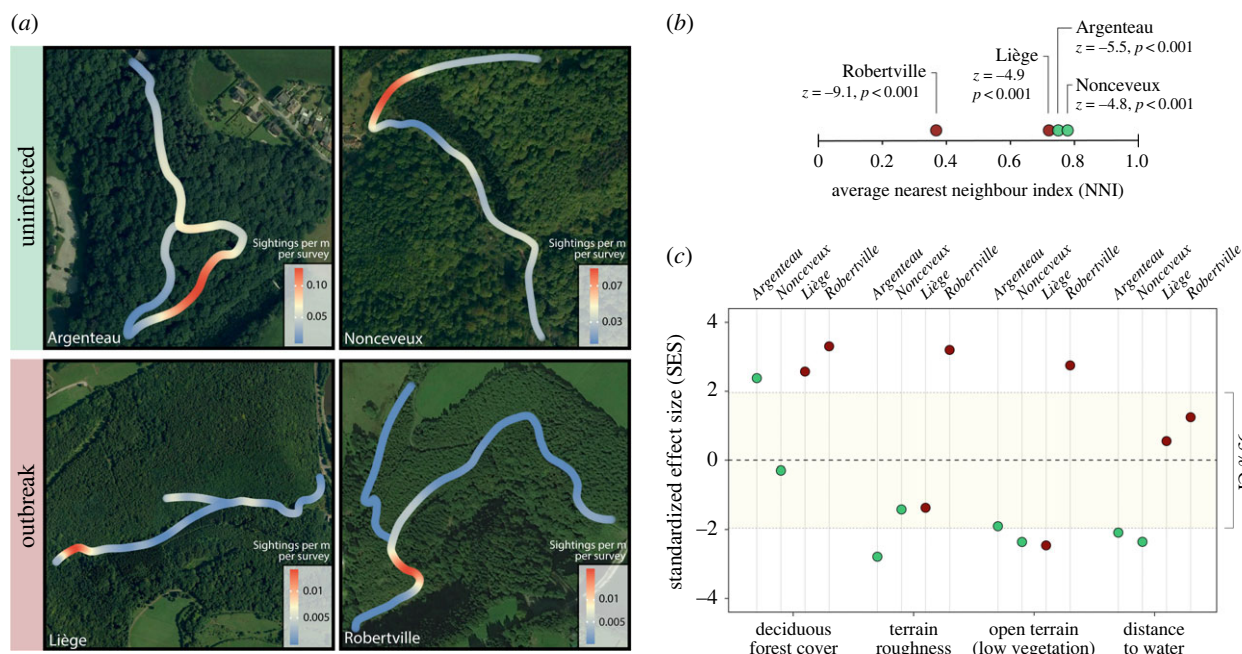 (a)
uninfected
outbreak
Argenteau
Sightings per m
per survey
0.10
0.05
Nonceveux
Sightings per m
per survey
0.07
0.03
Liège
Sightings per m
per survey
0.01
0.005
Robertville
Sightings per m
per survey
0.01
0.005
(b)
Argenteau
z = –5.5, p < 0.001
Liège
z = –4.9
p < 0.001
Robertville
z = –9.1, p < 0.001
Nonceveux
z = –4.8, p < 0.001
0 0.2 0.4 0.6 0.8 1.0
average nearest neighbour index (NNI)
(c)
Argenteau Nonceveux Liège Robertville Argenteau Nonceveux Liège Robertville Argenteau Nonceveux Liège Robertville Argenteau Nonceveux Liège Robertville
standardized effect size (SES)
4
2
0
–2
–4
deciduous
forest cover
terrain
roughness
open terrain
(low vegetation)
distance
to water